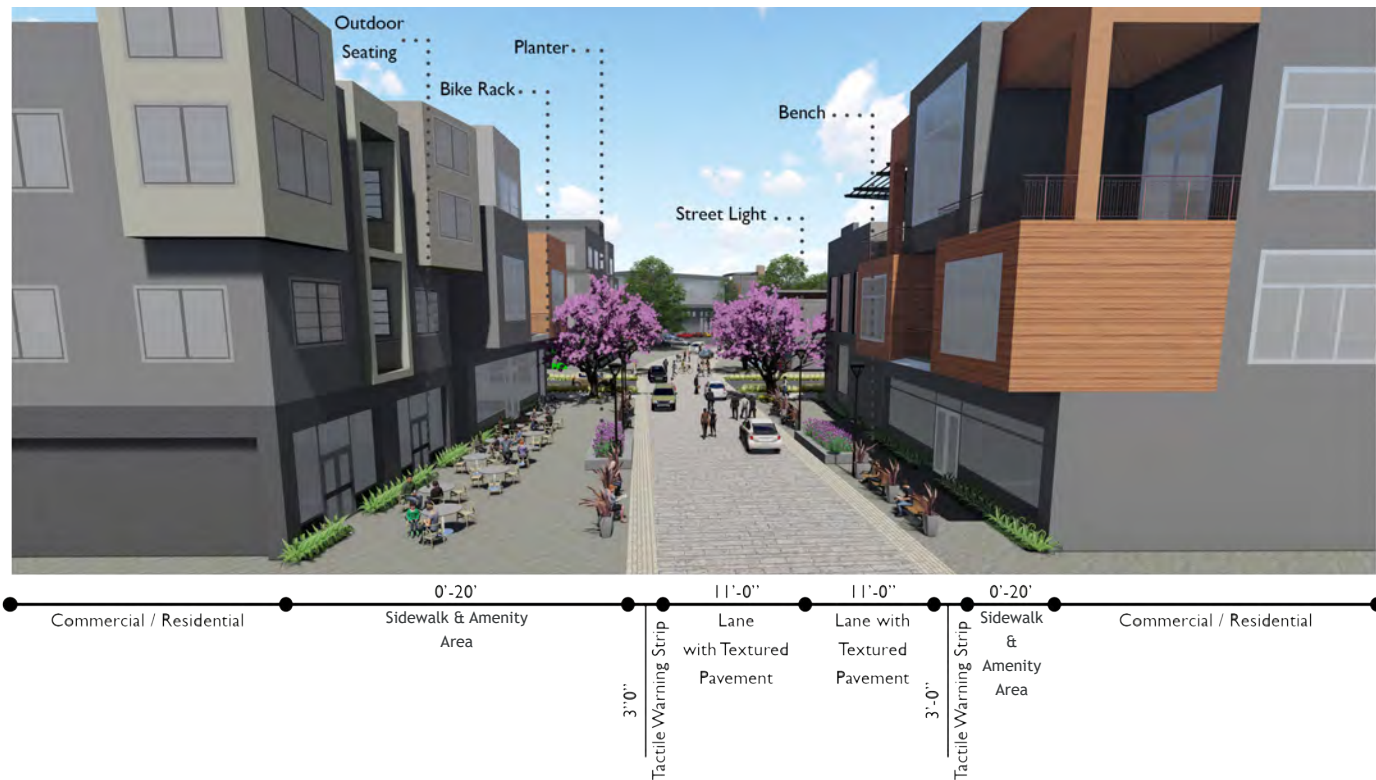 Outdoor
Seating
Planter
Bike Rack
Bench
Street Light
0'-20'
11'-0"
11'-0"
0'-20'
Commercial / Residential
Sidewalk & Amenity
Area
3"0"
Tactile Warning Strip
Lane
with Textured
Pavement
Lane with
Textured
Pavement
3'-0"
Tactile Warning Strip
Sidewalk
&
Amenity
Area
Commercial / Residential